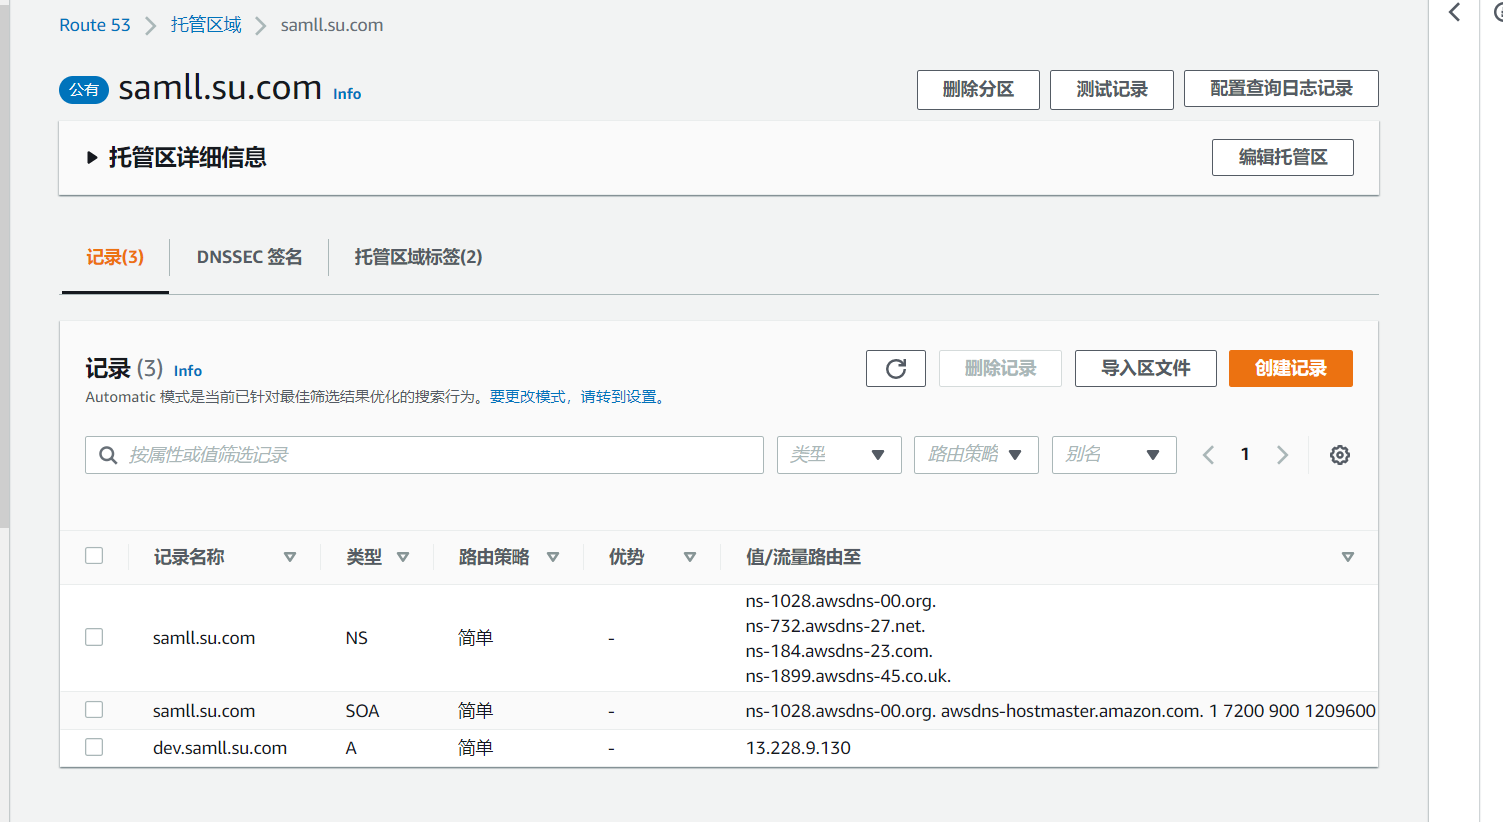 Route 53 > 托管区域 > samll.su.com
公有 samll.su.com Info 删除分区 测试记录 配置查询日志记录
托管区详细信息 编辑托管区
记录(3) DNSSEC 签名 托管区域标签(2)
记录 (3) Info 删除记录 导入区文件 创建记录
Automatic 模式是当前已针对最佳筛选结果优化的搜索行为。要更改模式，请转到设置。
按属性或值筛选记录 类型 路由策略 别名 1
记录名称 类型 路由策略 优势 值/流量路由至
ns-1028.awsdns-00.org.
ns-732.awsdns-27.net.
samll.su.com NS 简单 -
ns-184.awsdns-23.com.
ns-1899.awsdns-45.co.uk.
samll.su.com SOA 简单 - ns-1028.awsdns-00.org. awsdns-hostmaster.amazon.com. 1 7200 900 1209600
dev.samll.su.com A 简单 - 13.228.9.130